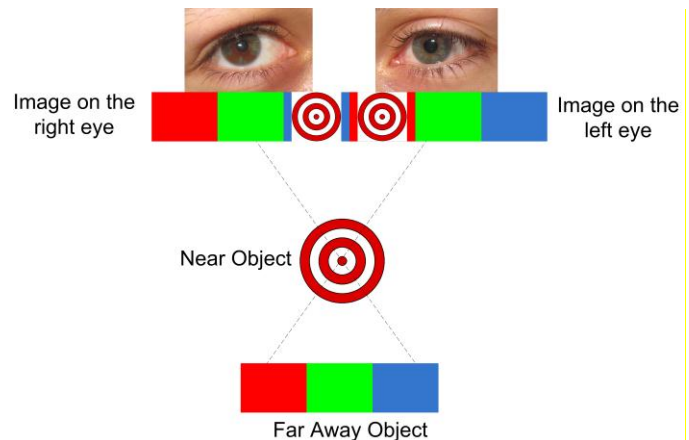 Image on the
right eye
Image on the
left eye
Near Object
Far Away Object